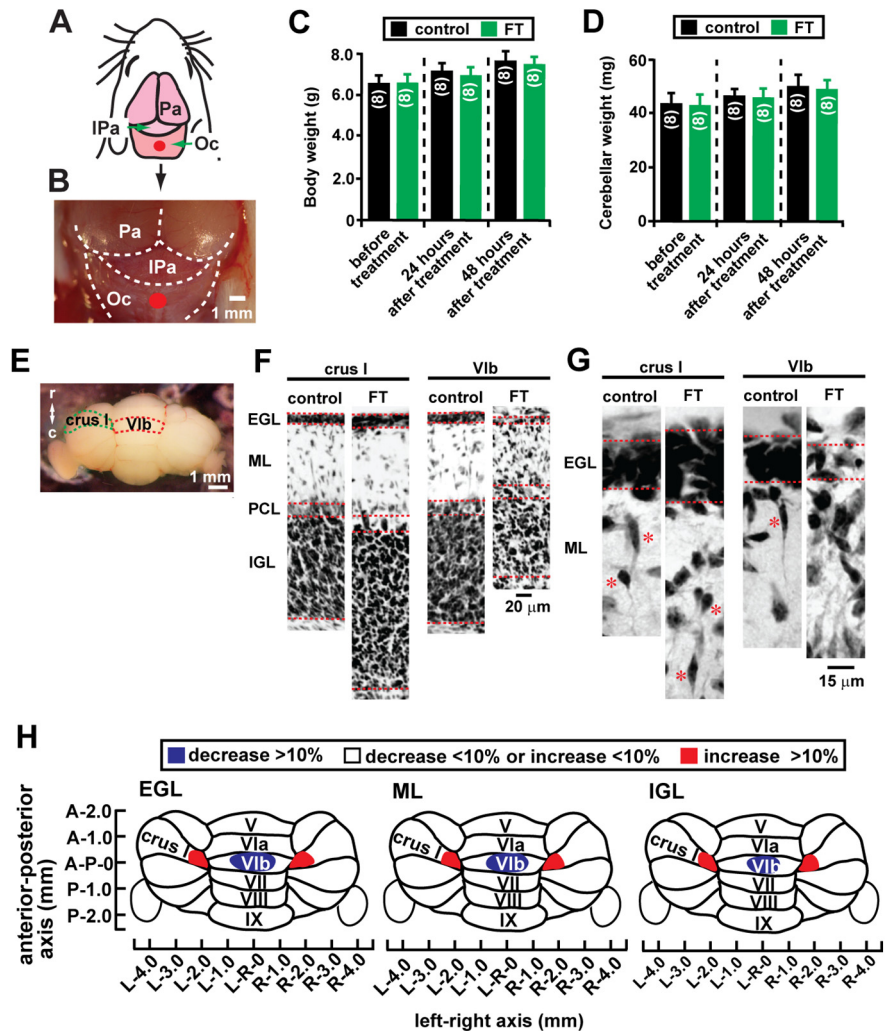 A
Pa
IPa
Oc
B
Pa
IPa
Oc
1 mm
C
control FT
Body weight (g)
8.0
6.0
4.0
2.0
0
(8) (8) (8) (8) (8) (8)
before treatment
24 hours after treatment
48 hours after treatment
D
control FT
Cerebellar weight (mg)
60
40
20
0
(8) (8) (8) (8) (8) (8)
before treatment
24 hours after treatment
48 hours after treatment
E
r
c
crus I
VIb
1 mm
F
crus I VIb
control FT control FT
EGL
ML
PCL
IGL
20 µm
G
crus I VIb
control FT control FT
EGL
ML
* * * * *
15 µm
H
decrease >10% decrease <10% or increase <10% increase >10%
EGL ML IGL
anterior-posterior axis (mm)
A-2.0
A-1.0
A-P-0
P-1.0
P-2.0
crus I
V
VIa
VIb
VII
VIII
IX
crus I
V
VIa
VIb
VII
VIII
IX
crus I
V
VIa
VIb
VII
VIII
IX
L-4.0 L-3.0 L-2.0 L-1.0 L-R-0 R-1.0 R-2.0 R-3.0 R-4.0
L-4.0 L-3.0 L-2.0 L-1.0 L-R-0 R-1.0 R-2.0 R-3.0 R-4.0
L-4.0 L-3.0 L-2.0 L-1.0 L-R-0 R-1.0 R-2.0 R-3.0 R-4.0
left-right axis (mm)